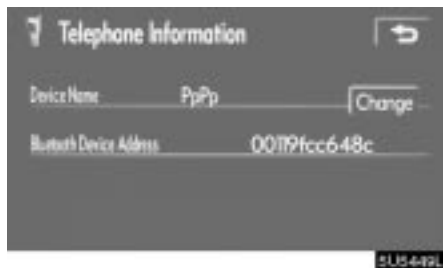 Telephone Information
Device Name PpPp Change
Bluetooth Device Address 00119fcc648c
5U5449L